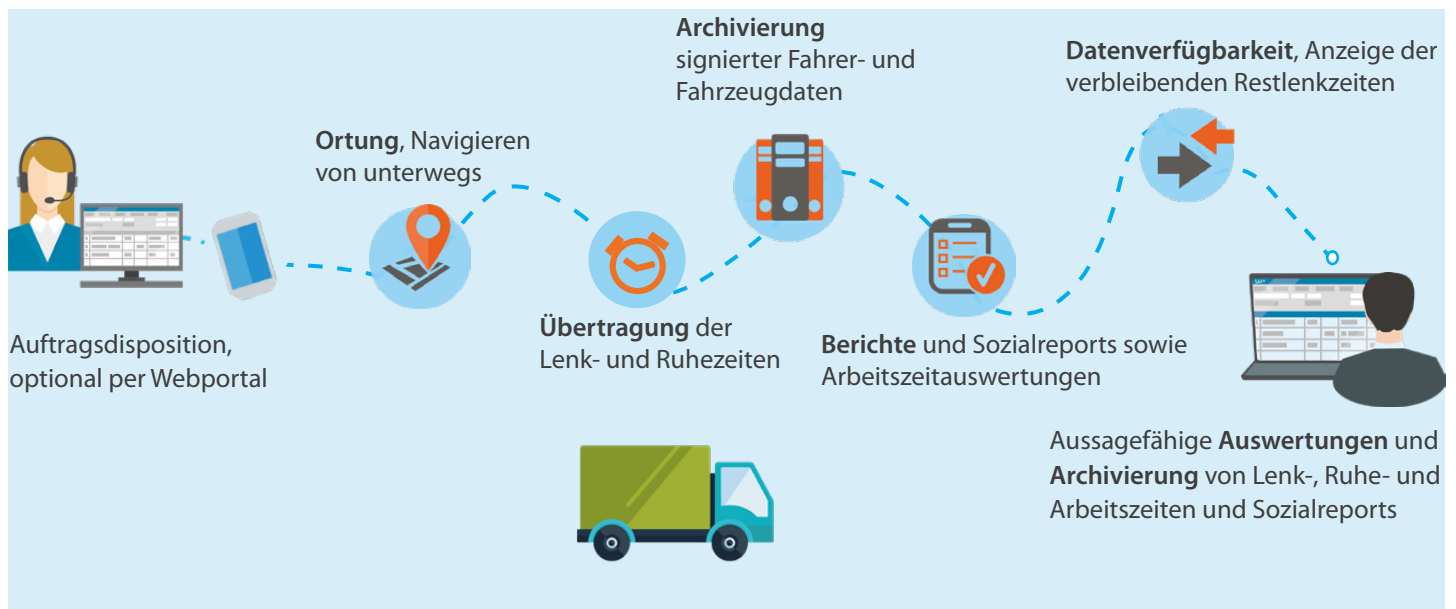 Auftragsdisposition,
optional per Webportal
Ortung, Navigieren
von unterwegs
Übertragung der
Lenk- und Ruhezeiten
Archivierung
signierter Fahrer- und
Fahrzeugdaten
Berichte und Sozialreports sowie
Arbeitszeitauswertungen
Datenverfügbarkeit, Anzeige der
verbleibenden Restlenkzeiten
Aussagefähige Auswertungen und
Archivierung von Lenk-, Ruhe- und
Arbeitszeiten und Sozialreports